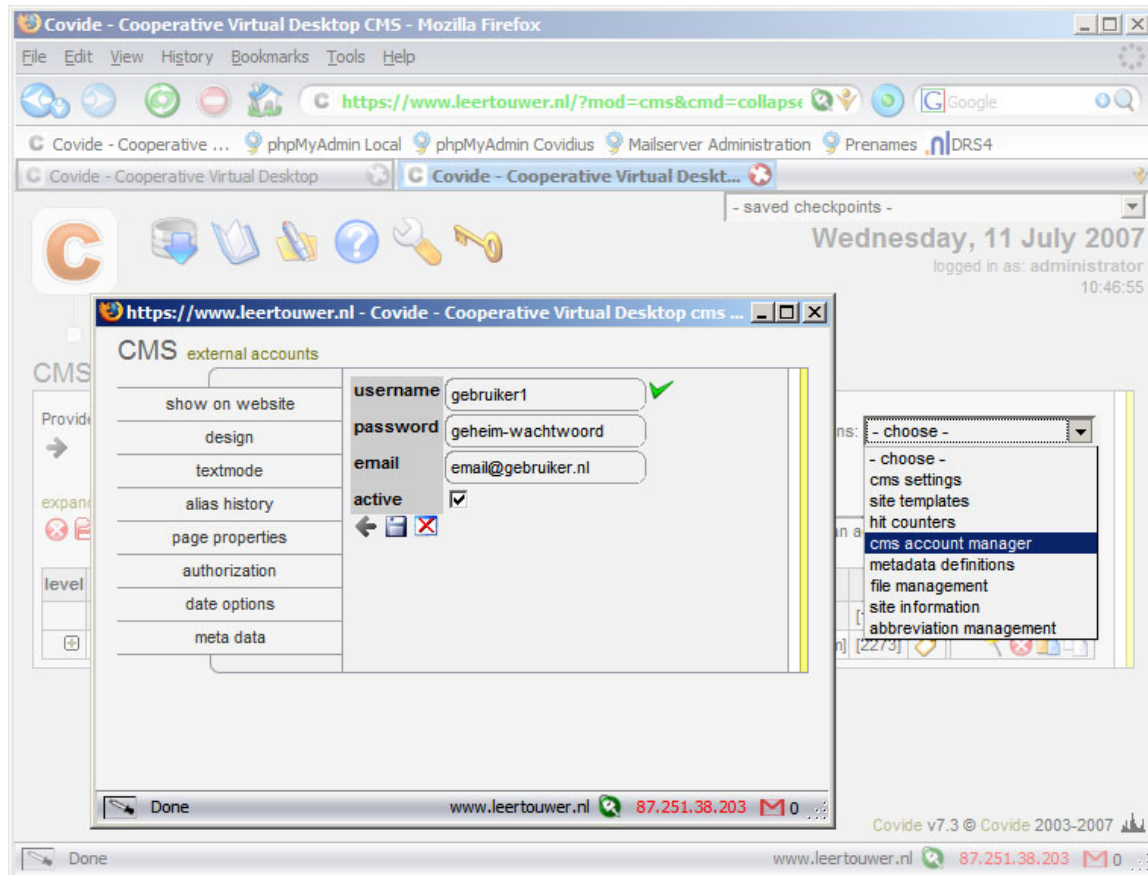 Covide - Cooperative Virtual Desktop CMS - Mozilla Firefox
File Edit View History Bookmarks Tools Help
C https://www.leertouwer.nl/?mod=cms&cmd=collapse G Google
C Covide - Cooperative ... phpMyAdmin Local phpMyAdmin Covidius Mailserver Administration Prenames .n DRS4
C Covide - Cooperative Virtual Desktop C Covide - Cooperative Virtual Deskt...
- saved checkpoints -
C
Wednesday, 11 July 2007
logged in as: administrator
10:46:55
https://www.leertouwer.nl - Covide - Cooperative Virtual Desktop cms ...
CMS external accounts
show on website
design
textmode
alias history
page properties
authorization
date options
meta data
username gebruiker1
password geheim-wachtwoord
email email@gebruiker.nl
active
Done www.leertouwer.nl 87.251.38.203 0
CMS
level
ns: - choose -
- choose -
cms settings
site templates
hit counters
cms account manager
metadata definitions
file management
site information
abbreviation management
[2273]
Covide v7.3 © Covide 2003-2007
Done www.leertouwer.nl 87.251.38.203 0